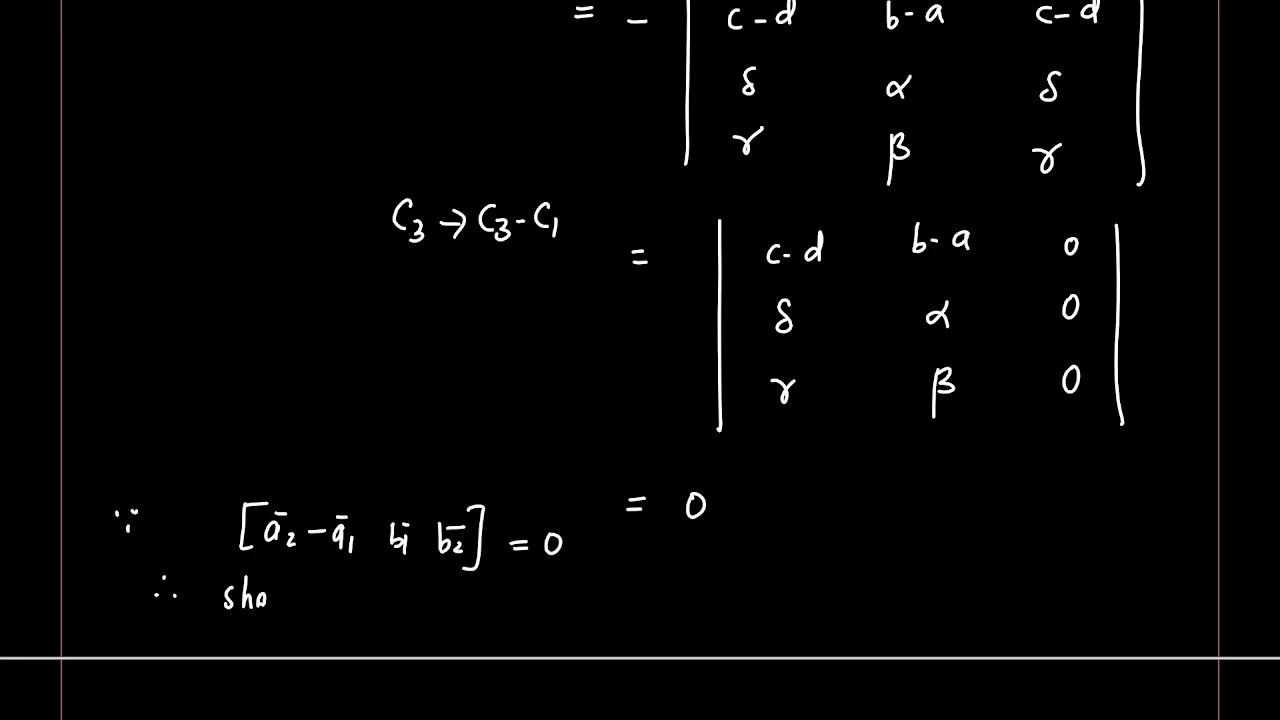 = - | c-d b-a c-d |
| δ α δ |
| γ β γ |
C₃ → C₃-C₁
= | c-d b-a 0 |
| δ α 0 |
| γ β 0 |
= 0
∵ [ā₂-ā₁ b̄₁ b̄₂] = 0
∴ sho